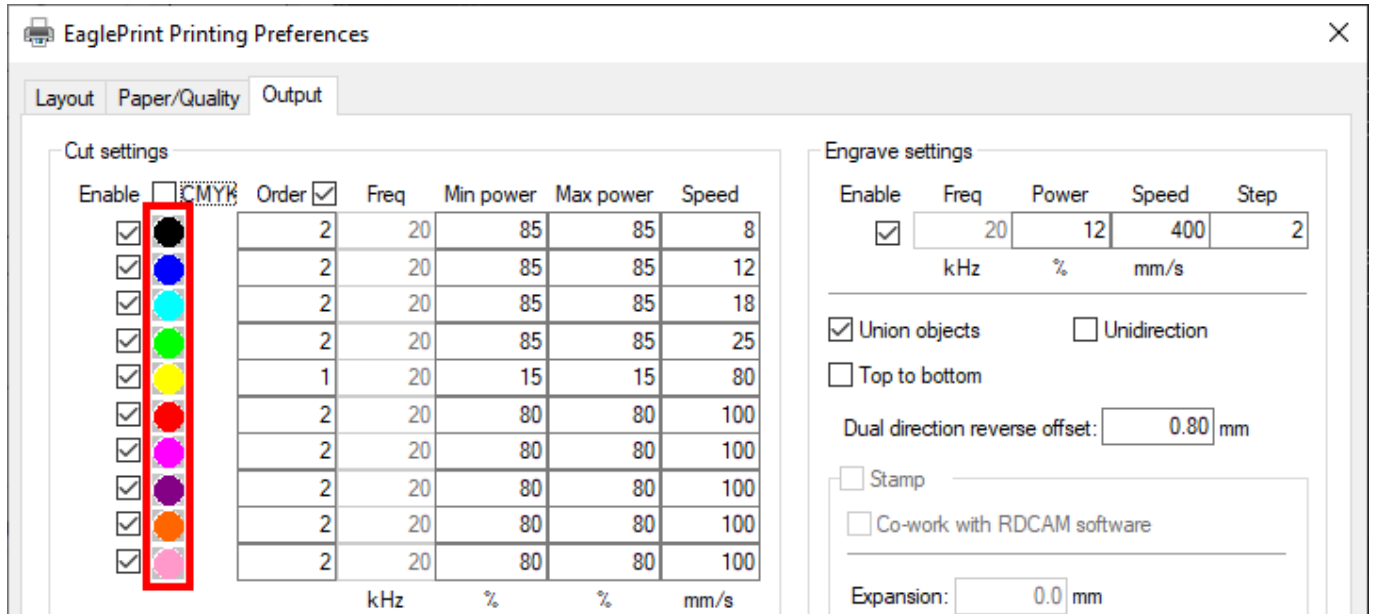 EaglePrint Printing Preferences
Layout Paper/Quality Output
Cut settings
Enable CMYK Order Freq Min power Max power Speed
2 20 85 85 8
2 20 85 85 12
2 20 85 85 18
2 20 85 85 25
1 20 15 15 80
2 20 80 80 100
2 20 80 80 100
2 20 80 80 100
2 20 80 80 100
2 20 80 80 100
kHz % % mm/s
Engrave settings
Enable Freq Power Speed Step
20 12 400 2
kHz % mm/s
Union objects Unidirection
Top to bottom
Dual direction reverse offset: 0.80 mm
Stamp
Co-work with RDCAM software
Expansion: 0.0 mm